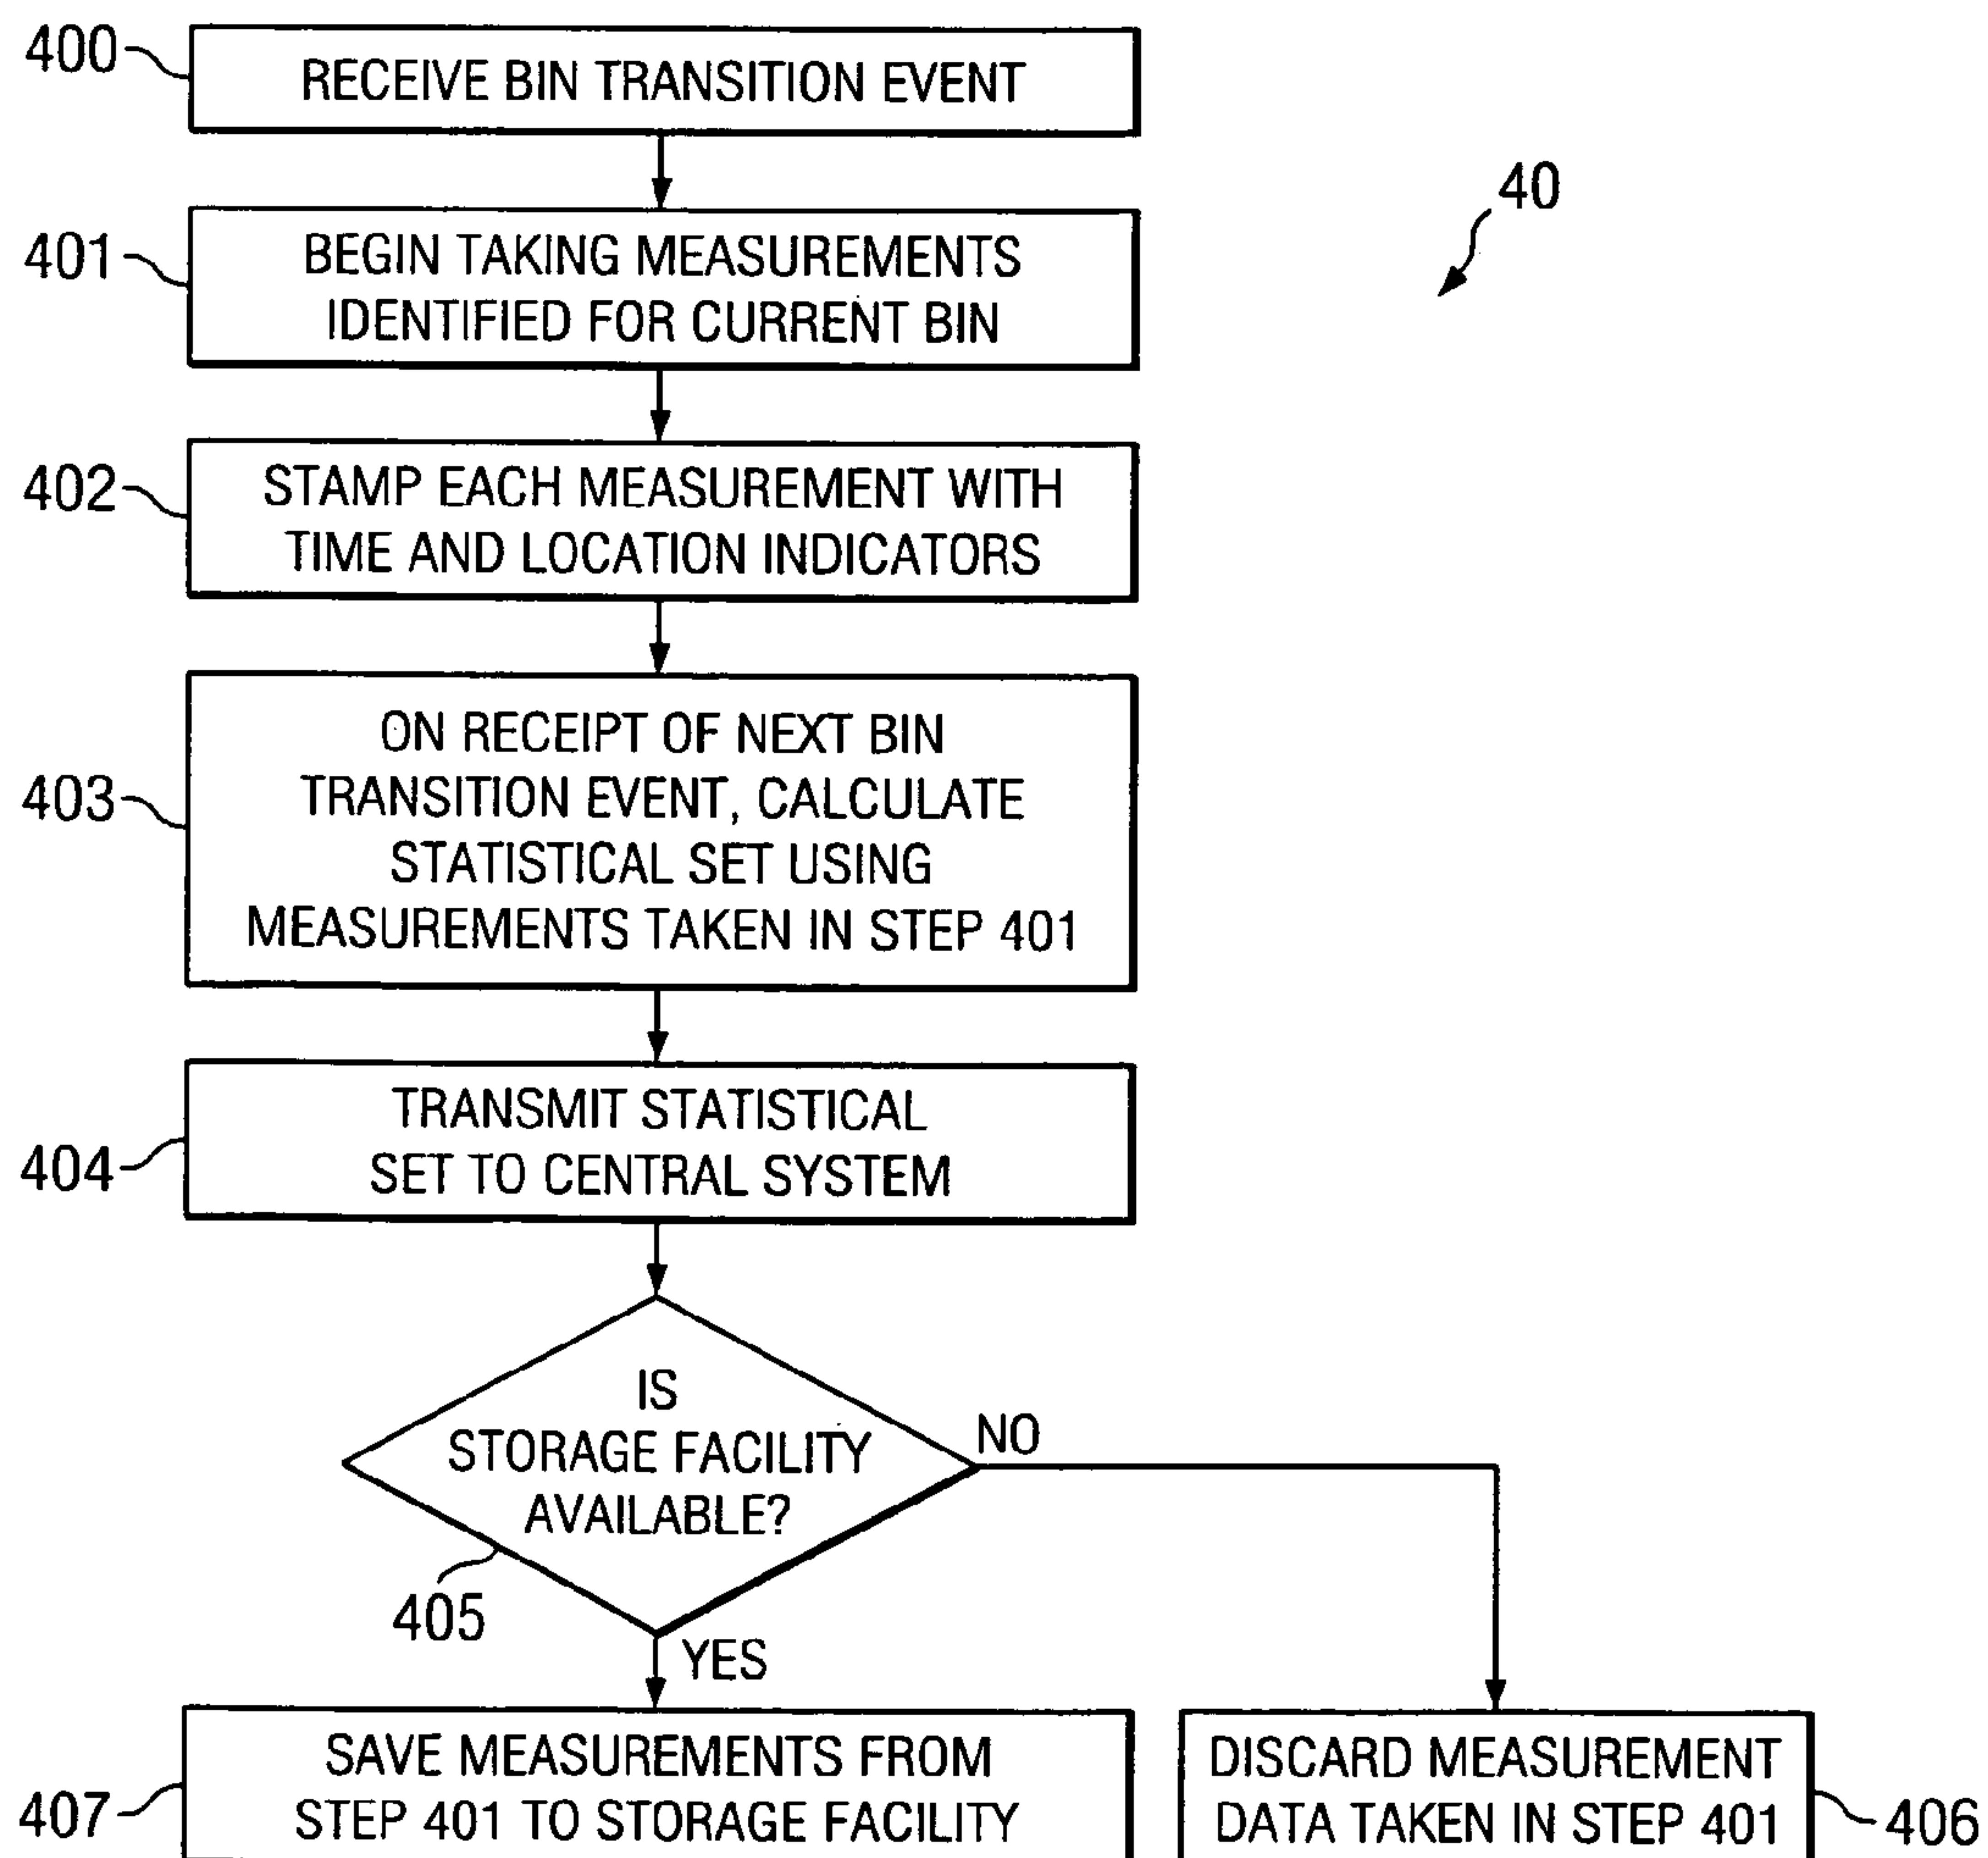 400
RECEIVE BIN TRANSITION EVENT
40
401
BEGIN TAKING MEASUREMENTS
IDENTIFIED FOR CURRENT BIN
402
STAMP EACH MEASUREMENT WITH
TIME AND LOCATION INDICATORS
403
ON RECEIPT OF NEXT BIN
TRANSITION EVENT, CALCULATE
STATISTICAL SET USING
MEASUREMENTS TAKEN IN STEP 401
404
TRANSMIT STATISTICAL
SET TO CENTRAL SYSTEM
IS
STORAGE FACILITY
AVAILABLE?
NO
405
YES
407
SAVE MEASUREMENTS FROM
STEP 401 TO STORAGE FACILITY
DISCARD MEASUREMENT
DATA TAKEN IN STEP 401
406